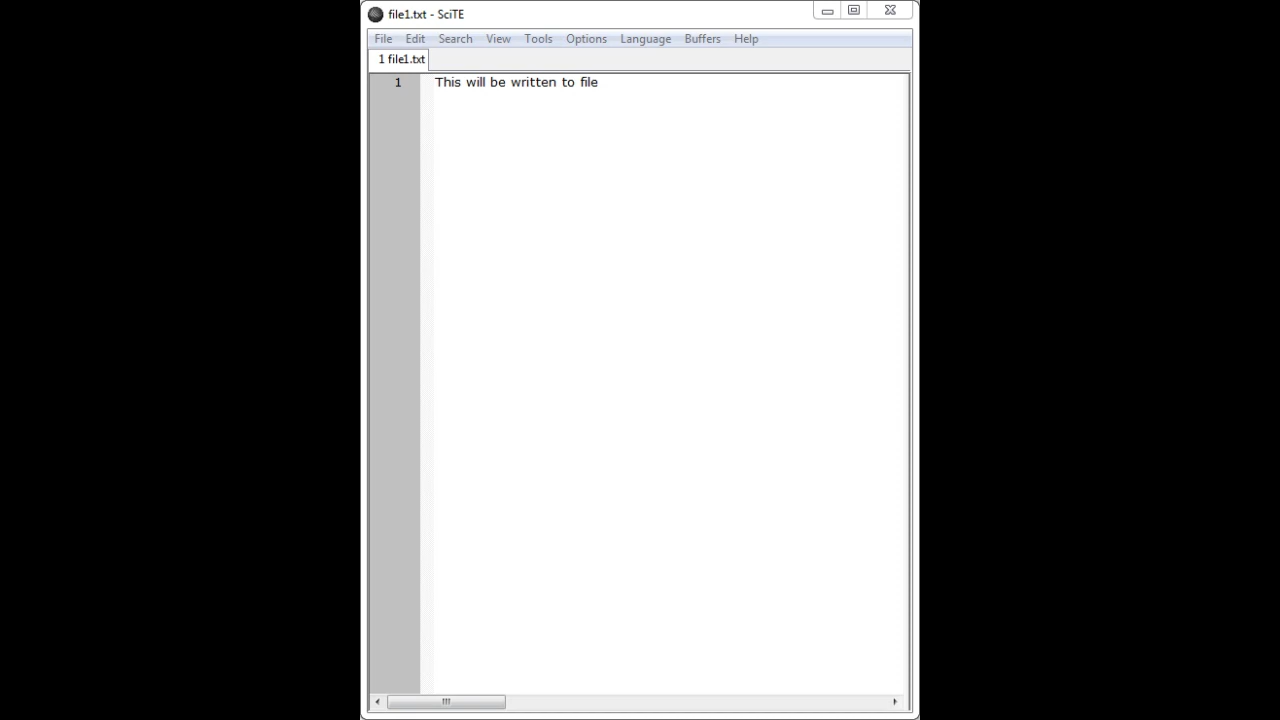 file1.txt - SciTE
File Edit Search View Tools Options Language Buffers Help
1 file1.txt
1 This will be written to file